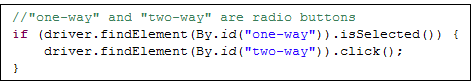 //"one-way" and "two-way" are radio buttons
if (driver.findElement(By.id("one-way")).isSelected()) {
    driver.findElement(By.id("two-way")).click();
}